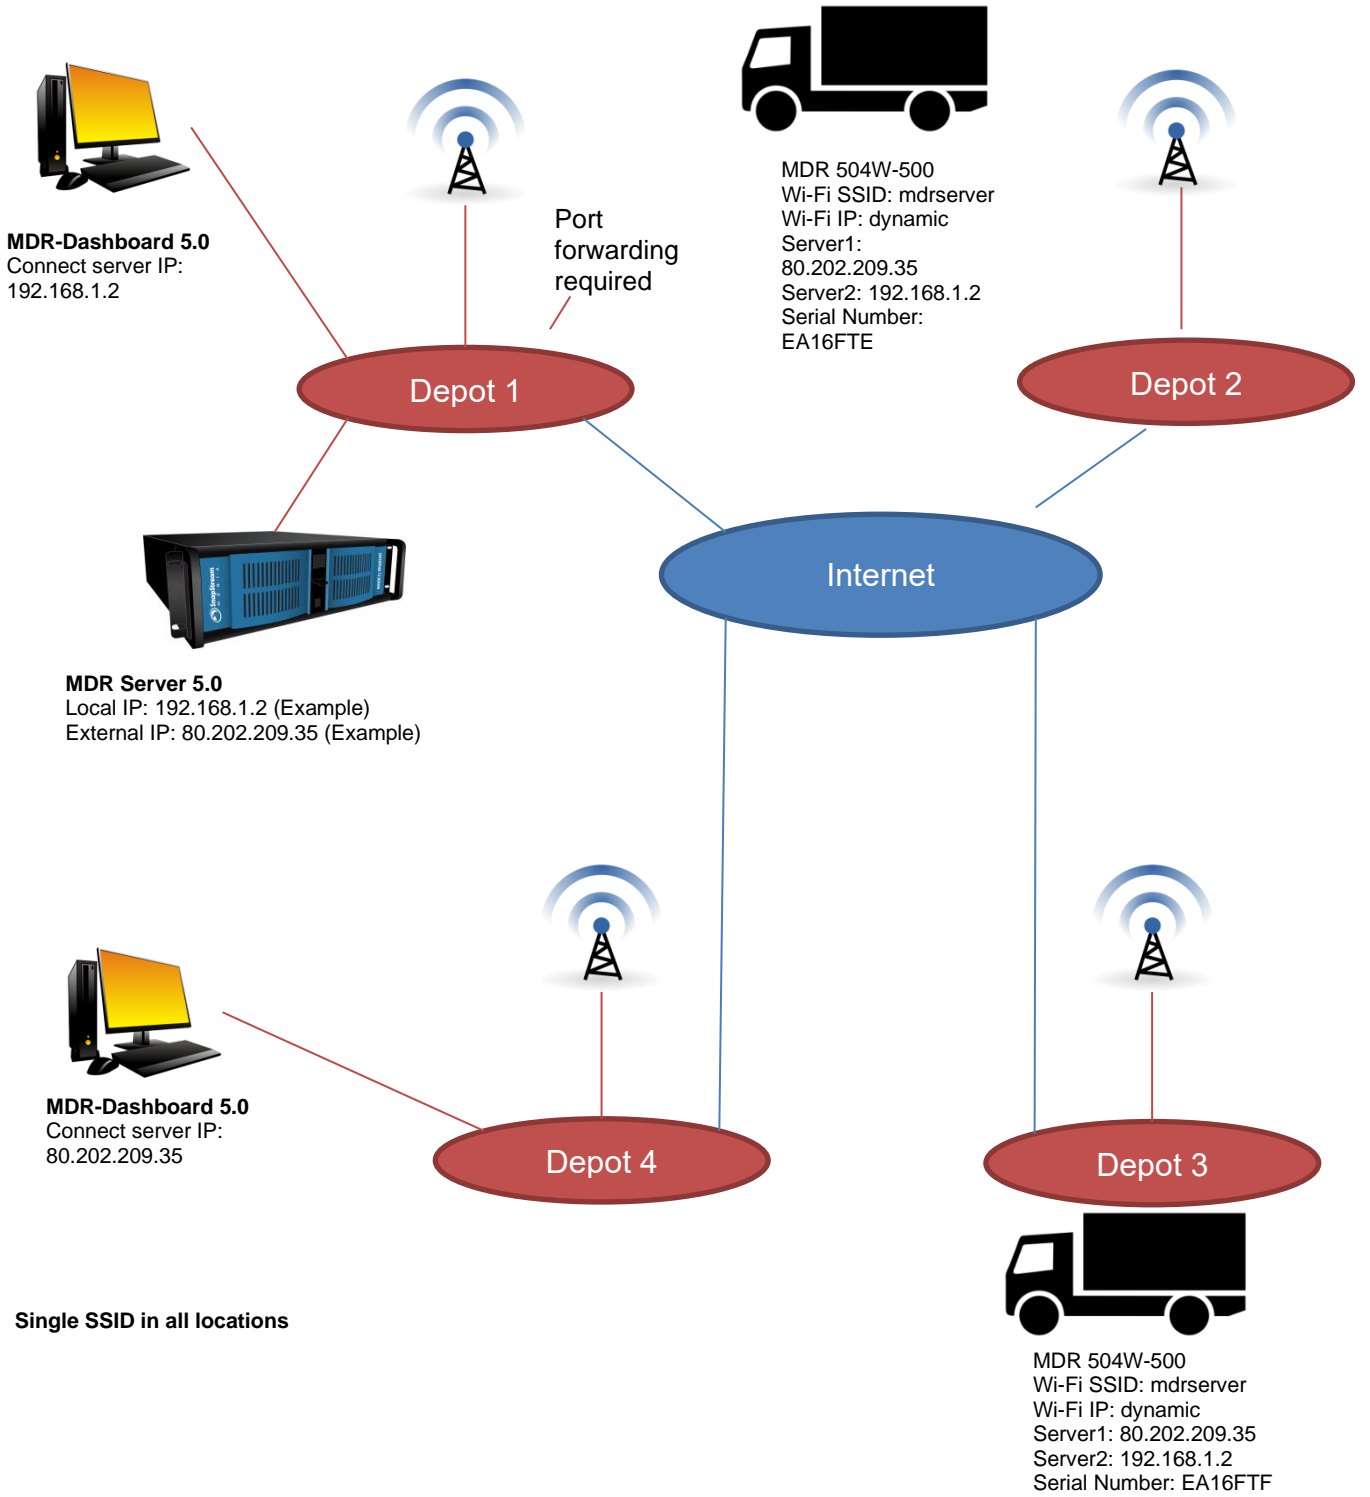 MDR 504W-500
Wi-Fi SSID: mdrserver
Wi-Fi IP: dynamic
Server1:
80.202.209.35
Server2: 192.168.1.2
Serial Number:
EA16FTE
Port
forwarding
required
MDR-Dashboard 5.0
Connect server IP:
192.168.1.2
Depot 1
Depot 2
Internet
SnapStream
MEDIA
MDR Server 5.0
Local IP: 192.168.1.2 (Example)
External IP: 80.202.209.35 (Example)
MDR-Dashboard 5.0
Connect server IP:
80.202.209.35
Depot 4
Depot 3
Single SSID in all locations
MDR 504W-500
Wi-Fi SSID: mdrserver
Wi-Fi IP: dynamic
Server1: 80.202.209.35
Server2: 192.168.1.2
Serial Number: EA16FTF